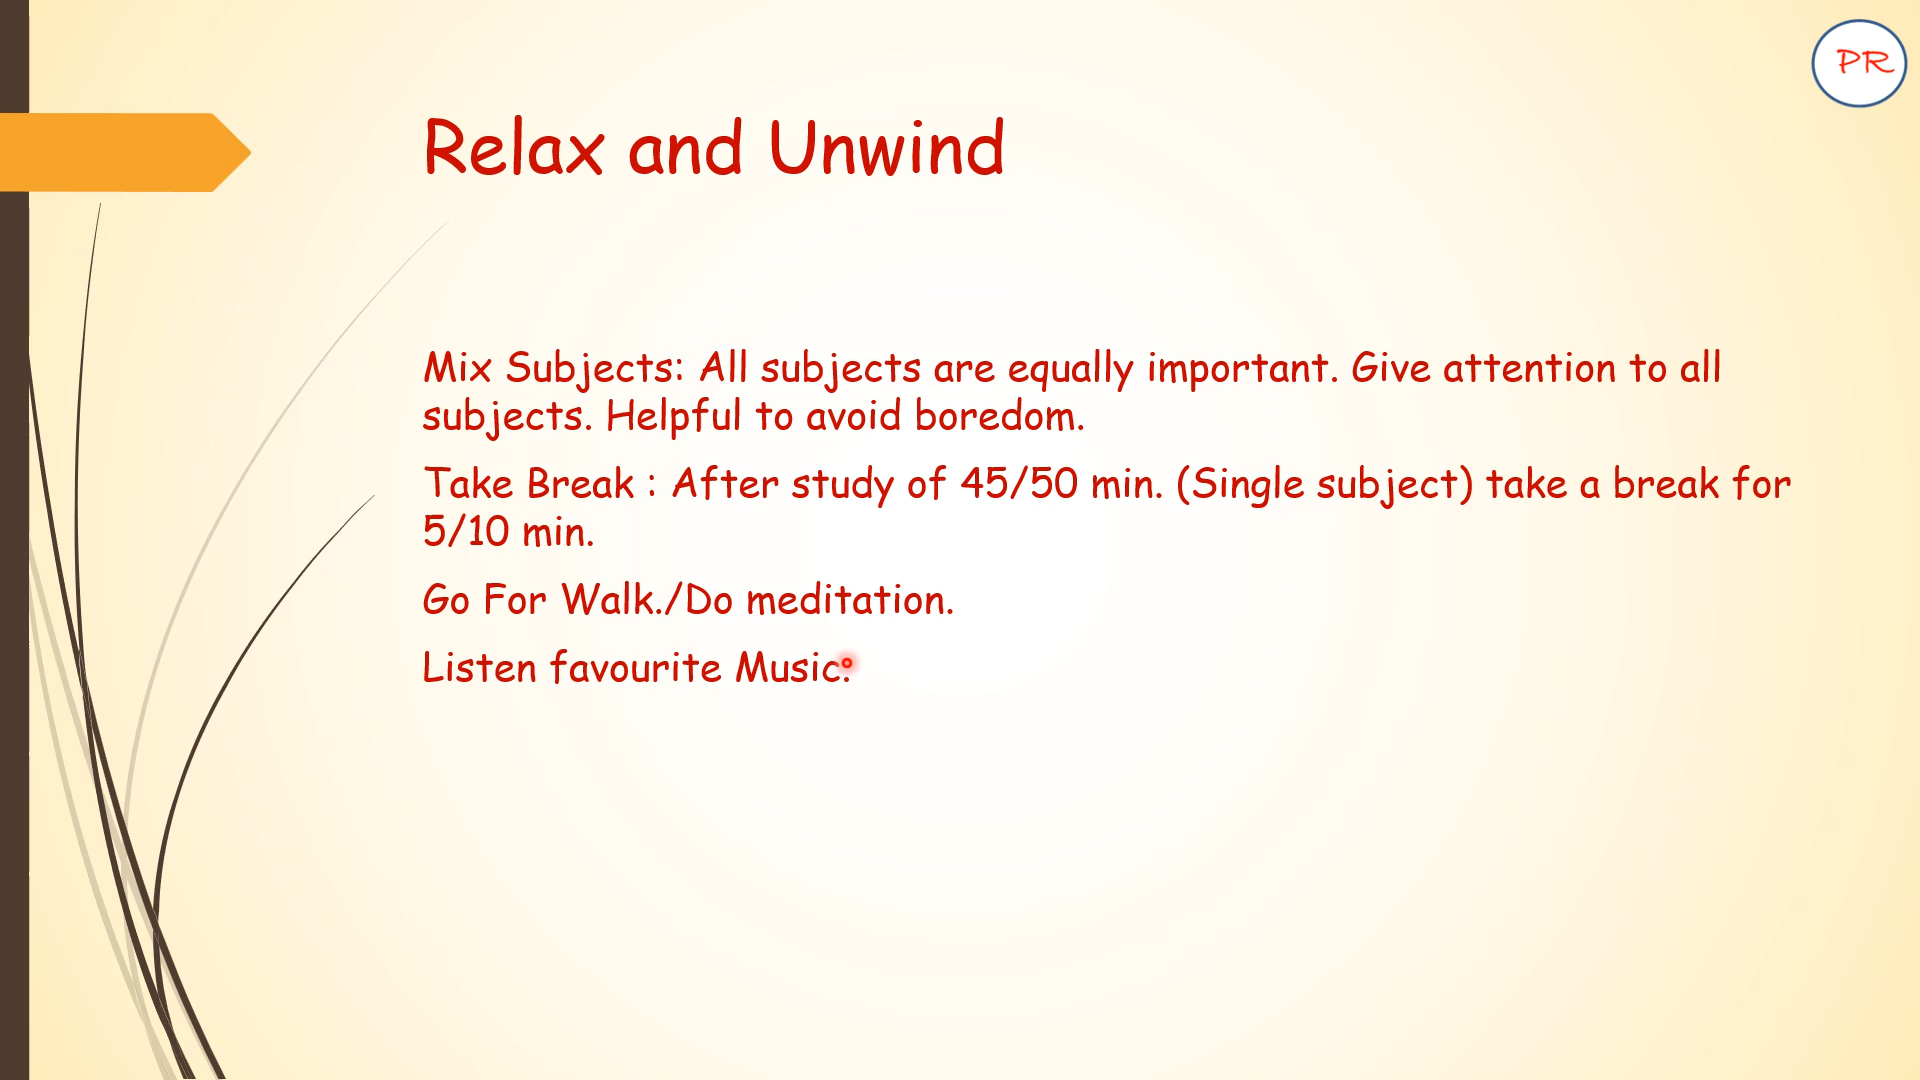 PR
Relax and Unwind
Mix Subjects: All subjects are equally important. Give attention to all
subjects. Helpful to avoid boredom.
Take Break : After study of 45/50 min. (Single subject) take a break for
5/10 min.
Go For Walk./Do meditation.
Listen favourite Music.